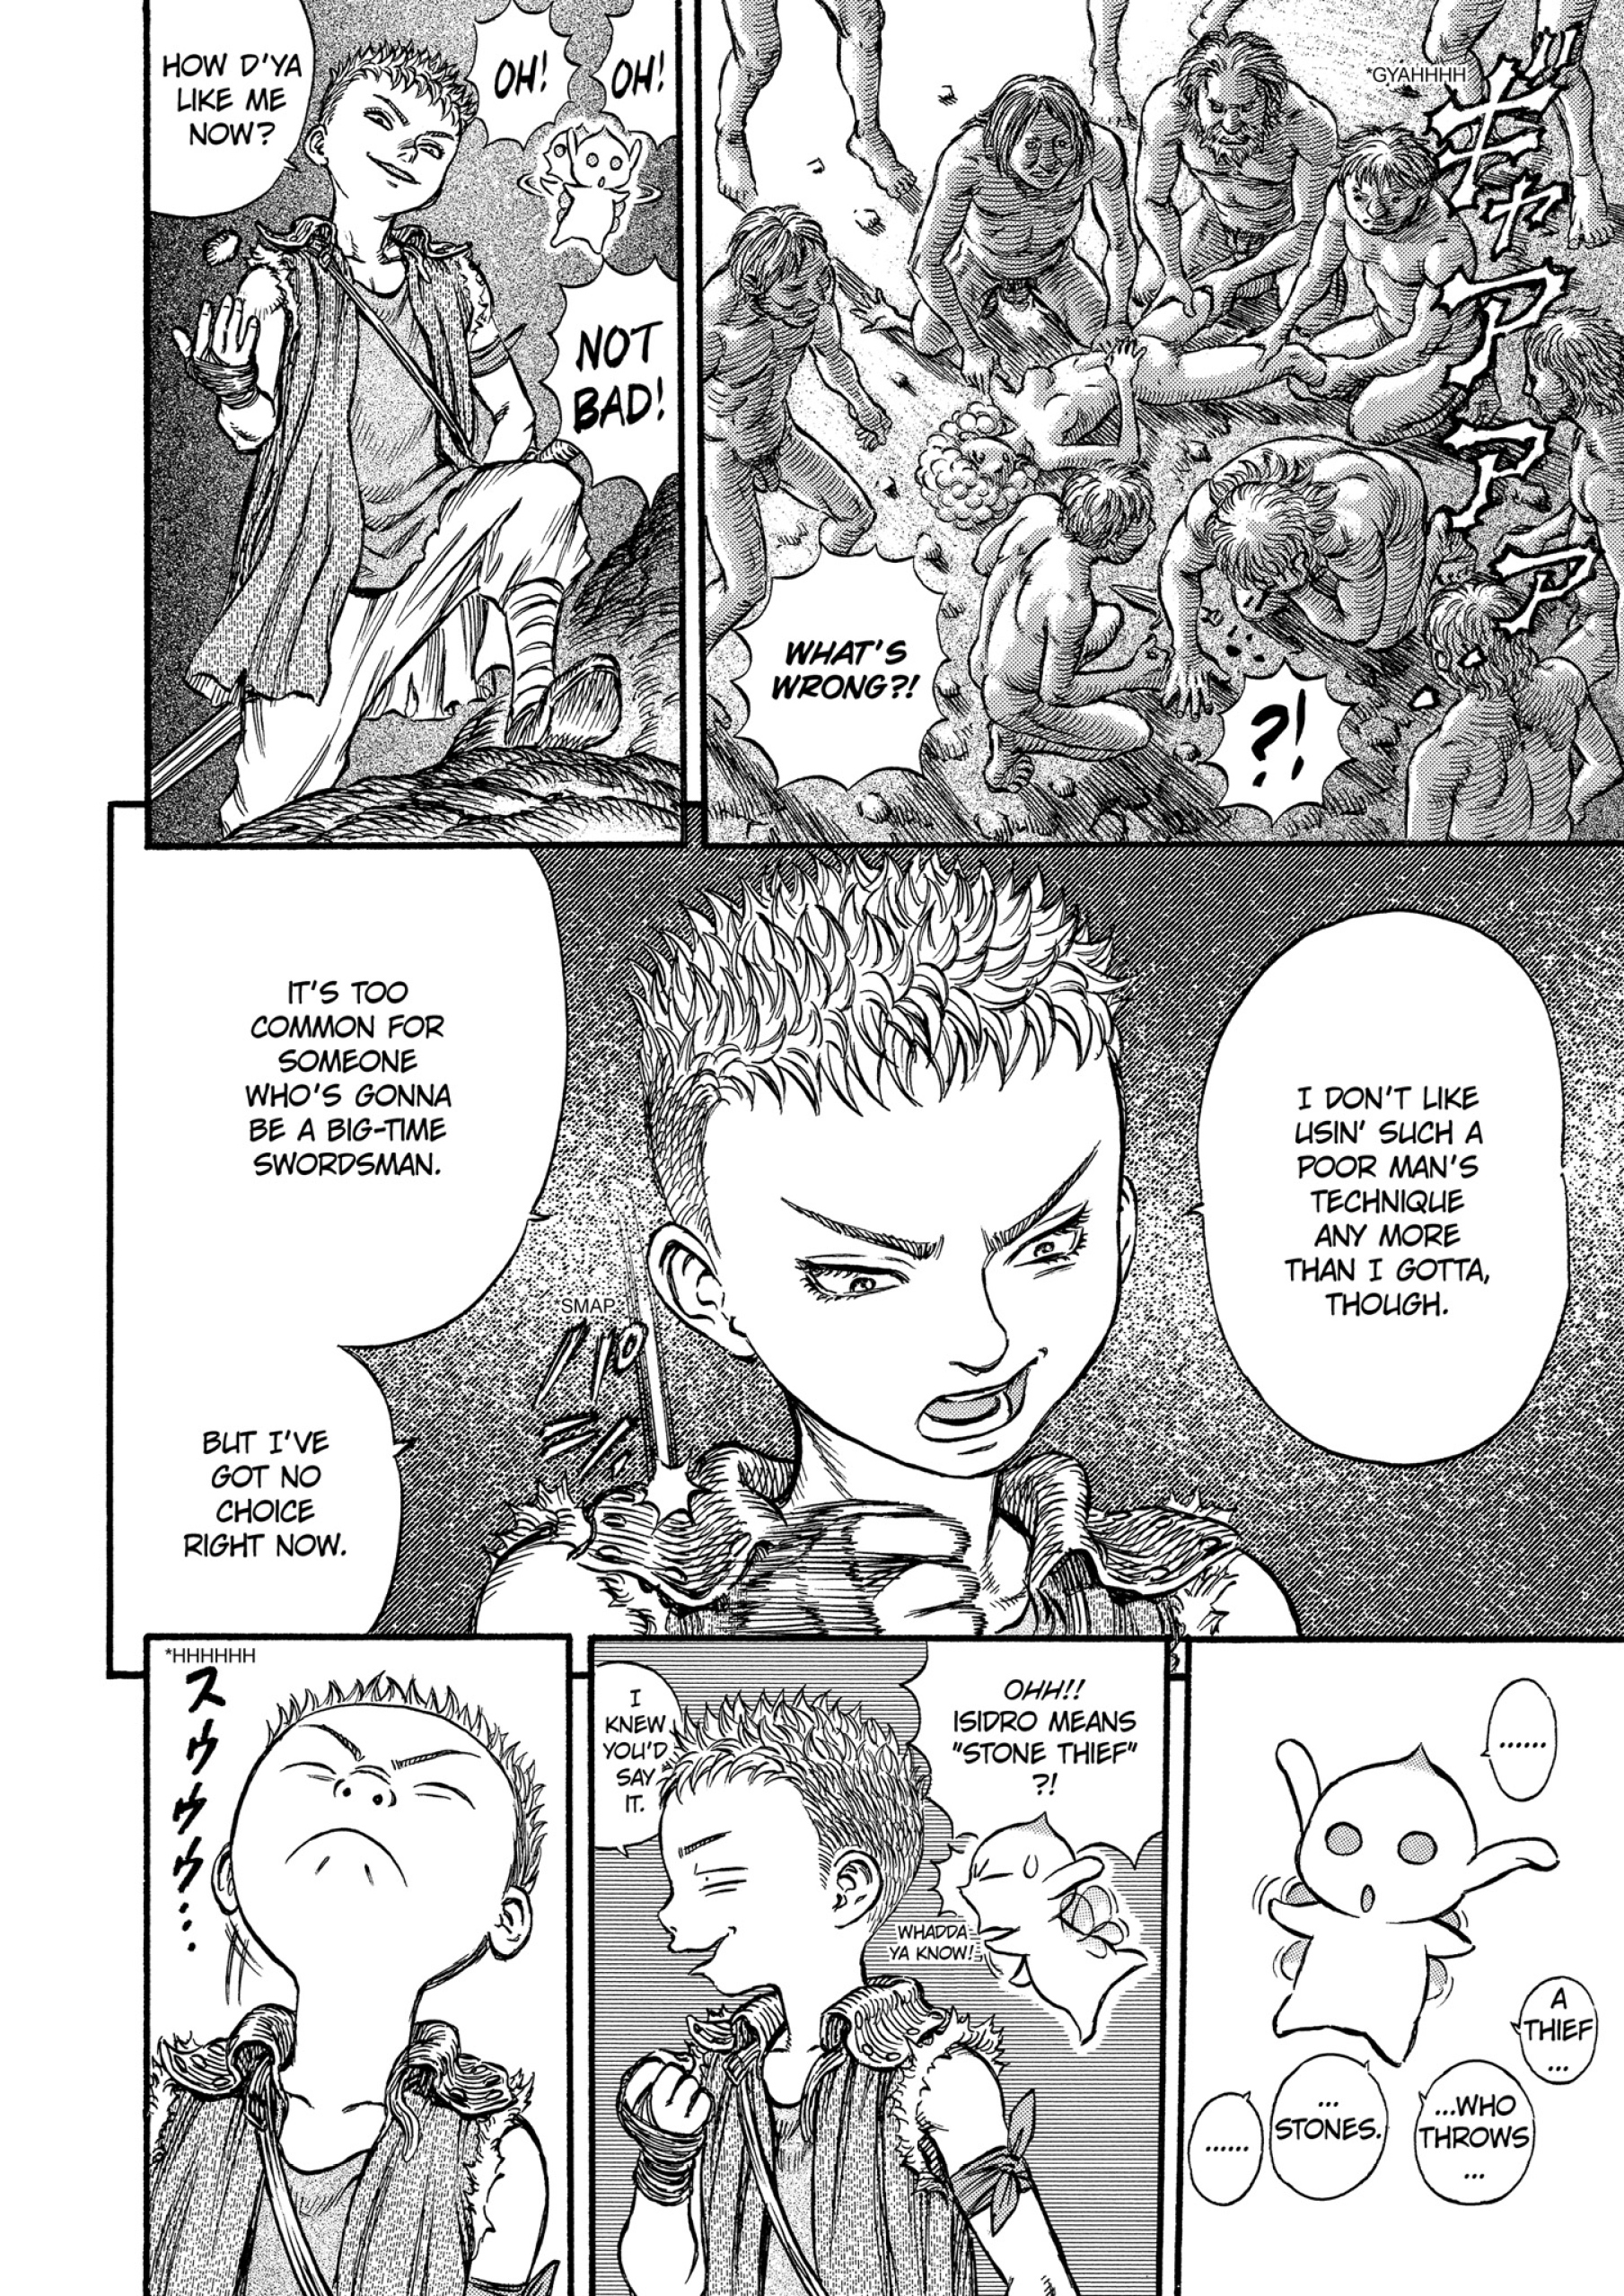 *GYAHHHH
ギャアアアア
WHAT'S
WRONG?!
?!
OH!
OH!
NOT
BAD!
HOW D'YA
LIKE ME
NOW?
I DON'T LIKE
USIN' SUCH A
POOR MAN'S
TECHNIQUE
ANY MORE
THAN I GOTTA,
THOUGH.
*SMAP
パシ
IT'S TOO
COMMON FOR
SOMEONE
WHO'S GONNA
BE A BIG-TIME
SWORDSMAN.
BUT I'VE
GOT NO
CHOICE
RIGHT NOW.
......
A
THIEF
...
...WHO
THROWS
...
...
STONES.
......
OHH!!
ISIDRO MEANS
"STONE THIEF"
?!
WHADDA
YA KNOW!
I
KNEW
YOU'D
SAY
IT.
*HHHHHH
スウウウ…